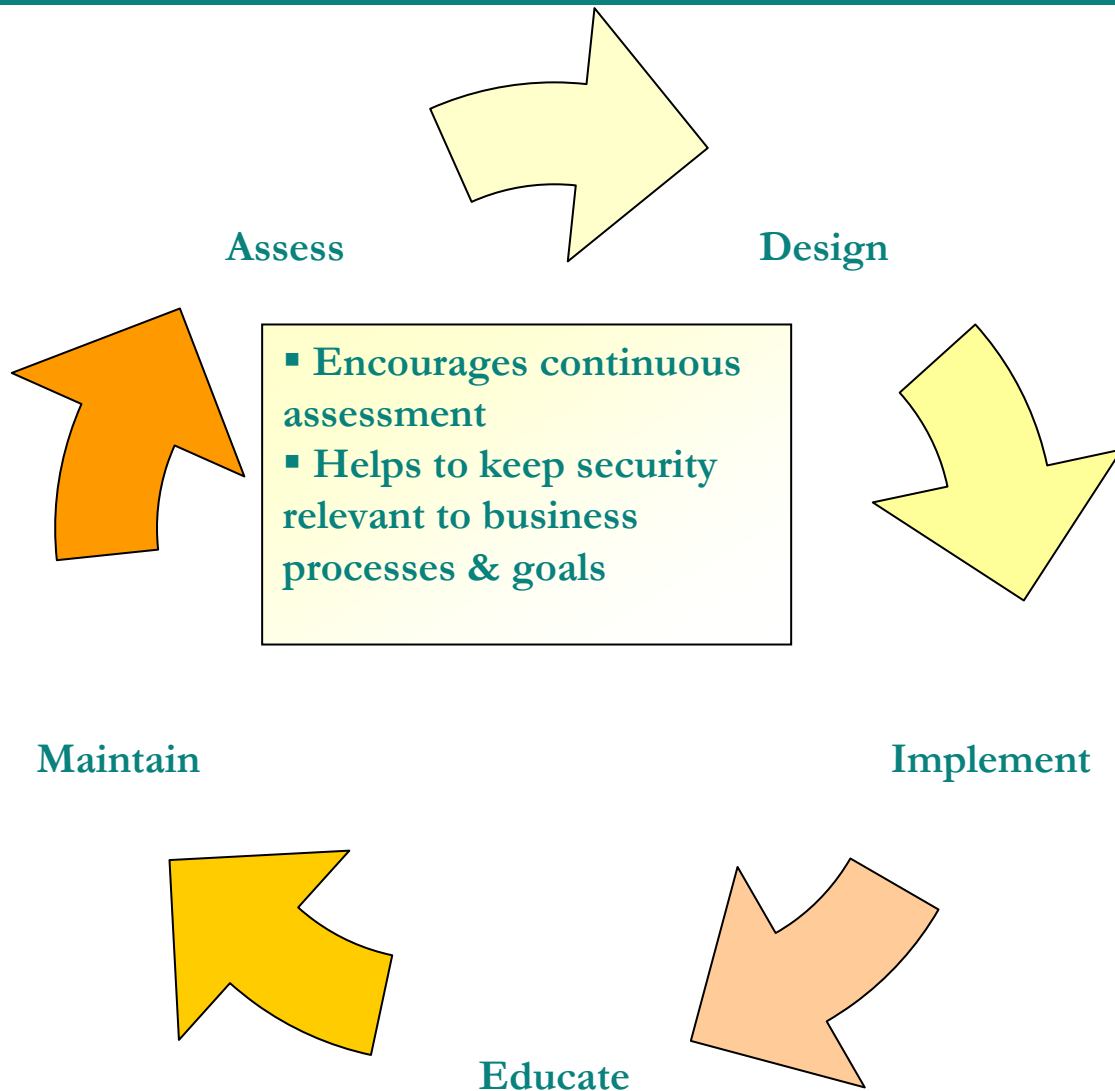 Assess
Design
▪ Encourages continuous
assessment
▪ Helps to keep security
relevant to business
processes & goals
Maintain
Implement
Educate